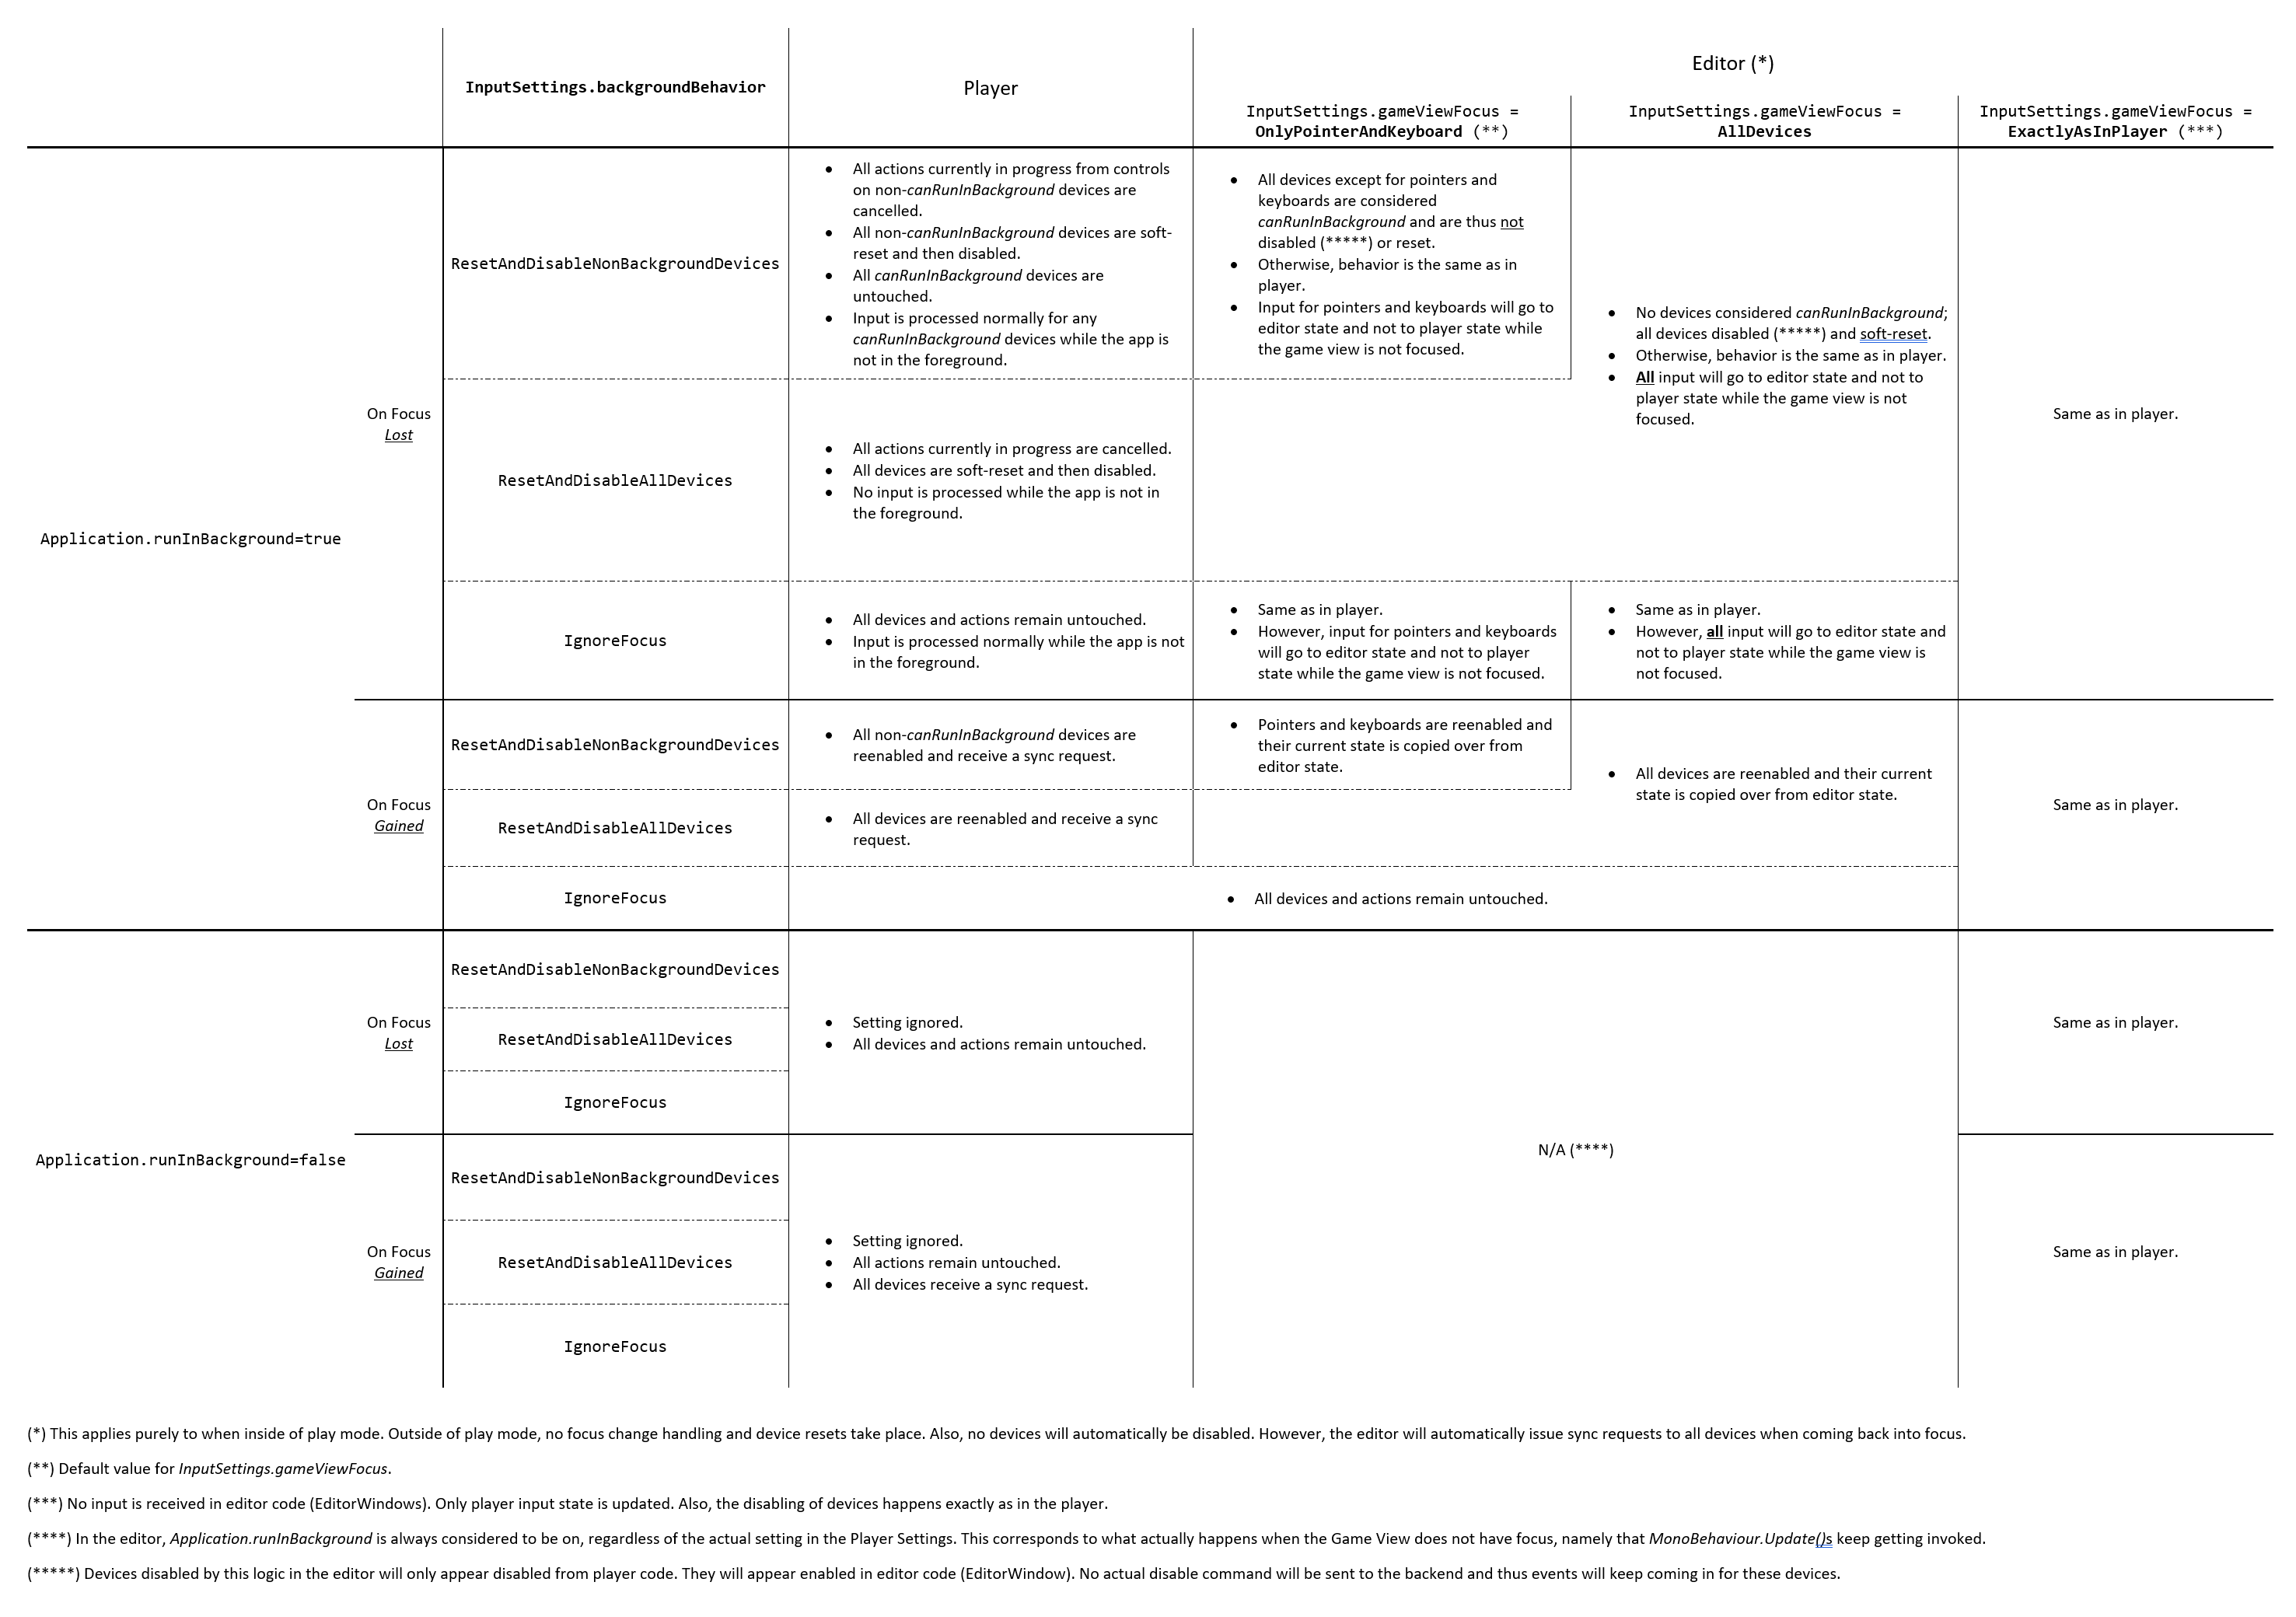 Editor (*)
InputSettings.backgroundBehavior
Player
InputSettings.gameViewFocus =
OnlyPointerAndKeyboard (**)
InputSettings.gameViewFocus =
AllDevices
InputSettings.gameViewFocus =
ExactlyAsInPlayer (***)
Application.runInBackground=true
On Focus
Lost
ResetAndDisableNonBackgroundDevices
• All actions currently in progress from controls
on non-canRunInBackground devices are
cancelled.
• All non-canRunInBackground devices are soft-
reset and then disabled.
• All canRunInBackground devices are
untouched.
• Input is processed normally for any
canRunInBackground devices while the app is
not in the foreground.
• All devices except for pointers and
keyboards are considered
canRunInBackground and are thus not
disabled (*****) or reset.
• Otherwise, behavior is the same as in
player.
• Input for pointers and keyboards will go to
editor state and not to player state while
the game view is not focused.
• No devices considered canRunInBackground;
all devices disabled (*****) and soft-reset.
• Otherwise, behavior is the same as in player.
• All input will go to editor state and not to
player state while the game view is not
focused.
Same as in player.
ResetAndDisableAllDevices
• All actions currently in progress are cancelled.
• All devices are soft-reset and then disabled.
• No input is processed while the app is not in
the foreground.
IgnoreFocus
• All devices and actions remain untouched.
• Input is processed normally while the app is not
in the foreground.
• Same as in player.
• However, input for pointers and keyboards
will go to editor state and not to player
state while the game view is not focused.
• Same as in player.
• However, all input will go to editor state and
not to player state while the game view is
not focused.
On Focus
Gained
ResetAndDisableNonBackgroundDevices
• All non-canRunInBackground devices are
reenabled and receive a sync request.
• Pointers and keyboards are reenabled and
their current state is copied over from
editor state.
• All devices are reenabled and their current
state is copied over from editor state.
Same as in player.
ResetAndDisableAllDevices
• All devices are reenabled and receive a sync
request.
IgnoreFocus
• All devices and actions remain untouched.
Application.runInBackground=false
On Focus
Lost
ResetAndDisableNonBackgroundDevices
ResetAndDisableAllDevices
IgnoreFocus
• Setting ignored.
• All devices and actions remain untouched.
N/A (****)
Same as in player.
On Focus
Gained
ResetAndDisableNonBackgroundDevices
ResetAndDisableAllDevices
IgnoreFocus
• Setting ignored.
• All actions remain untouched.
• All devices receive a sync request.
Same as in player.
(*) This applies purely to when inside of play mode. Outside of play mode, no focus change handling and device resets take place. Also, no devices will automatically be disabled. However, the editor will automatically issue sync requests to all devices when coming back into focus.
(**) Default value for InputSettings.gameViewFocus.
(***) No input is received in editor code (EditorWindows). Only player input state is updated. Also, the disabling of devices happens exactly as in the player.
(****) In the editor, Application.runInBackground is always considered to be on, regardless of the actual setting in the Player Settings. This corresponds to what actually happens when the Game View does not have focus, namely that MonoBehaviour.Update()s keep getting invoked.
(*****) Devices disabled by this logic in the editor will only appear disabled from player code. They will appear enabled in editor code (EditorWindow). No actual disable command will be sent to the backend and thus events will keep coming in for these devices.